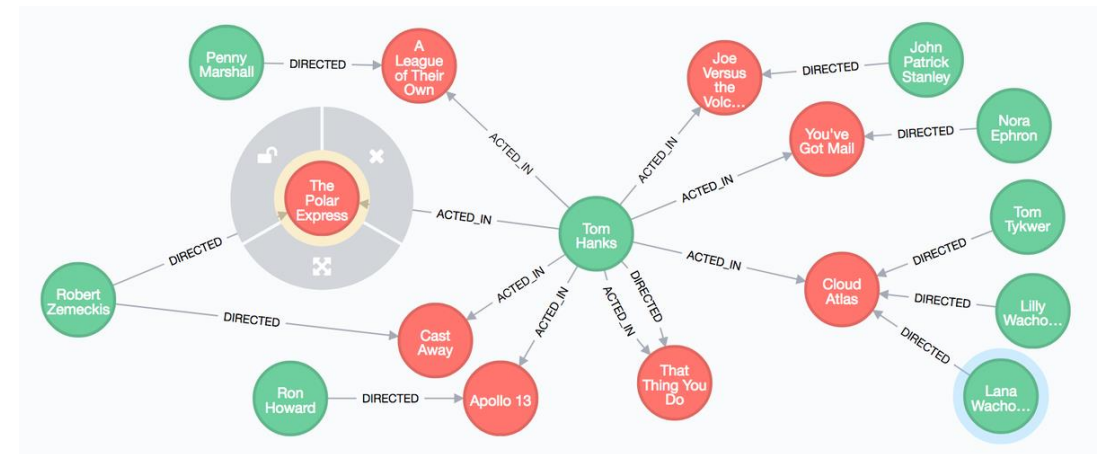 Penny
Marshall
DIRECTED
A
League
of Their
Own
Joe
Versus
the
Volc...
DIRECTED
John
Patrick
Stanley
ACTED_IN
ACTED_IN
You've
Got Mail
DIRECTED
Nora
Ephron
The
Polar
Express
ACTED_IN
ACTED_IN
Tom
Hanks
Tom
Tykwer
DIRECTED
DIRECTED
ACTED_IN
DIRECTED
Robert
Zemeckis
ACTED_IN
ACTED_IN
ACTED_IN
DIRECTED
Cloud
Atlas
DIRECTED
Lilly
Wacho...
DIRECTED
Cast
Away
DIRECTED
Ron
Howard
DIRECTED
Apollo 13
That
Thing You
Do
Lana
Wacho...